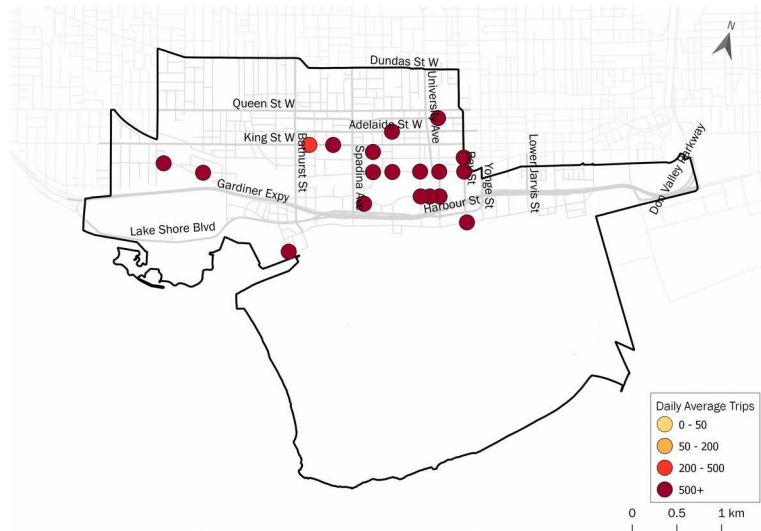 N
Dundas St W
University Ave
Queen St W
Adelaide St W
King St W
Bathurst St
Spadina Ave
Bay St
Yonge St
Lower Jarvis St
Don Valley Parkway
Gardiner Expy
Harbour St
Lake Shore Blvd
Daily Average Trips
0 - 50
50 - 200
200 - 500
500+
0 0.5 1 km